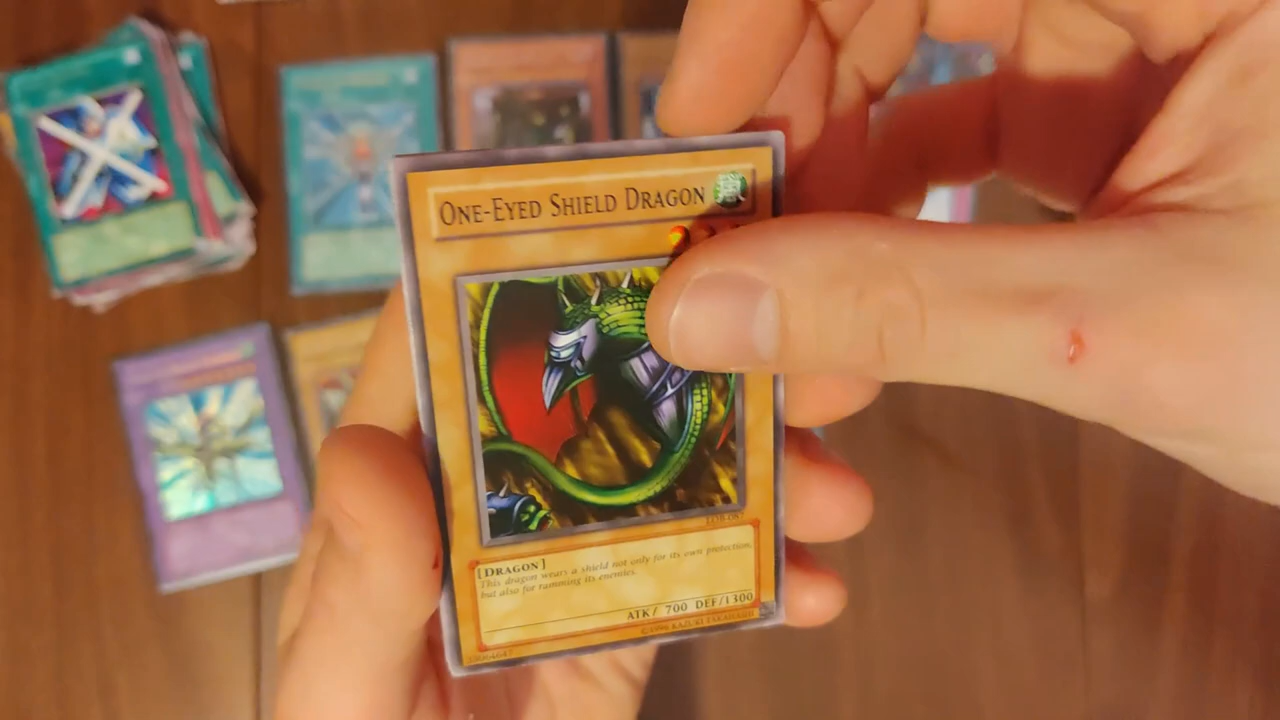 ONE-EYED SHIELD DRAGON 風
[DRAGON]
This dragon wears a shield not only for its own protection,
but also for ramming its enemies.
ATK/ 700 DEF/1300
©1996 KAZUKI TAKAHASHI